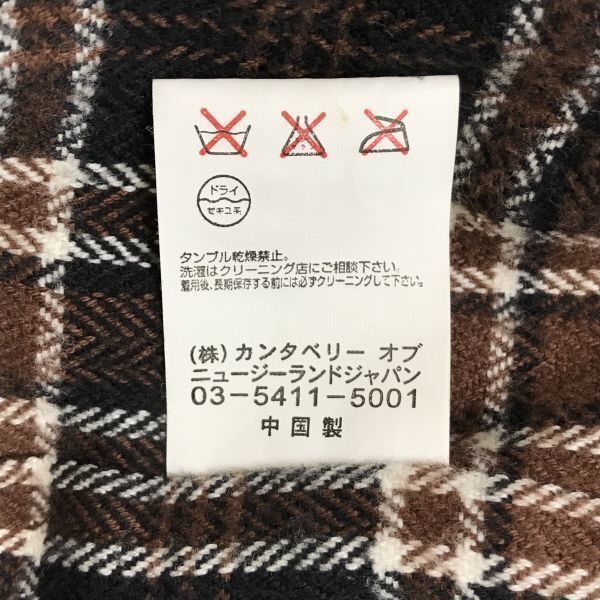 ドライ
セキユ系
タンブル乾燥禁止。
洗濯はクリーニング店にご相談下さい。
着用後、長期保存する前には必ずクリーニングして下さい。
(株) カンタベリー オブ
ニュージーランドジャパン
03-5411-5001
中国製